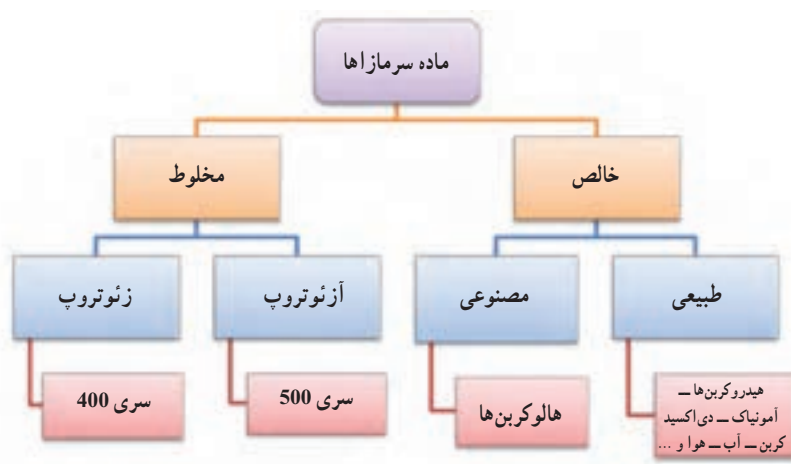 ماده سرمازاها
خالص
مخلوط
طبیعی
مصنوعی
آزئوتروپ
زئوتروپ
هیدروکربن‌ها –
آمونیاک – دی‌اکسید
کربن – آب – هوا و ...
هالوکربن‌ها
سری 500
سری 400